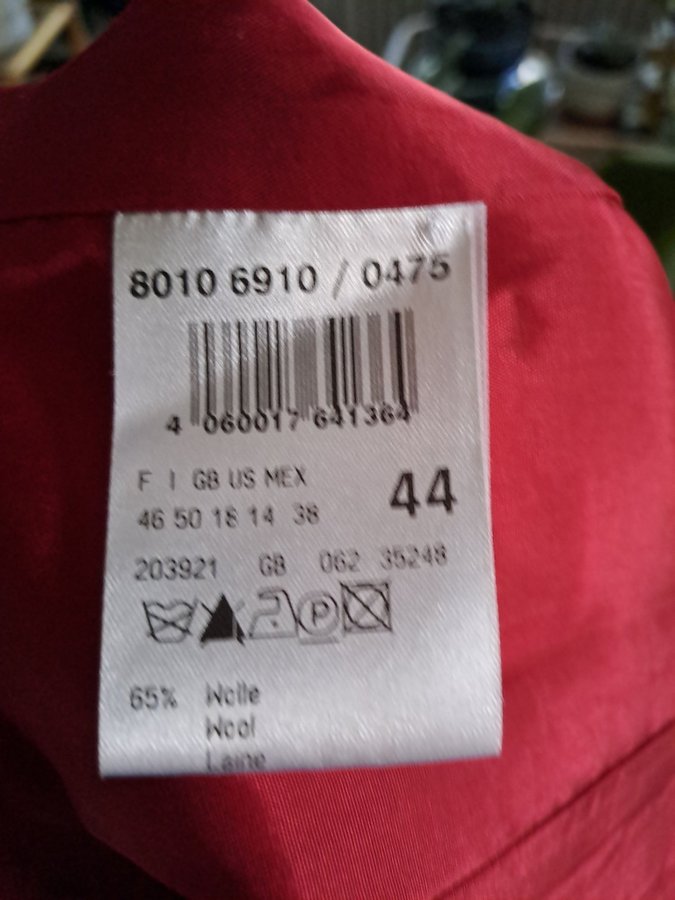 8010 6910 / 0475
4 060017 641364
F I GB US MEX
46 50 18 14 38
44
203921 GB 062 35248
P
65% Wolle
Wool
Laine